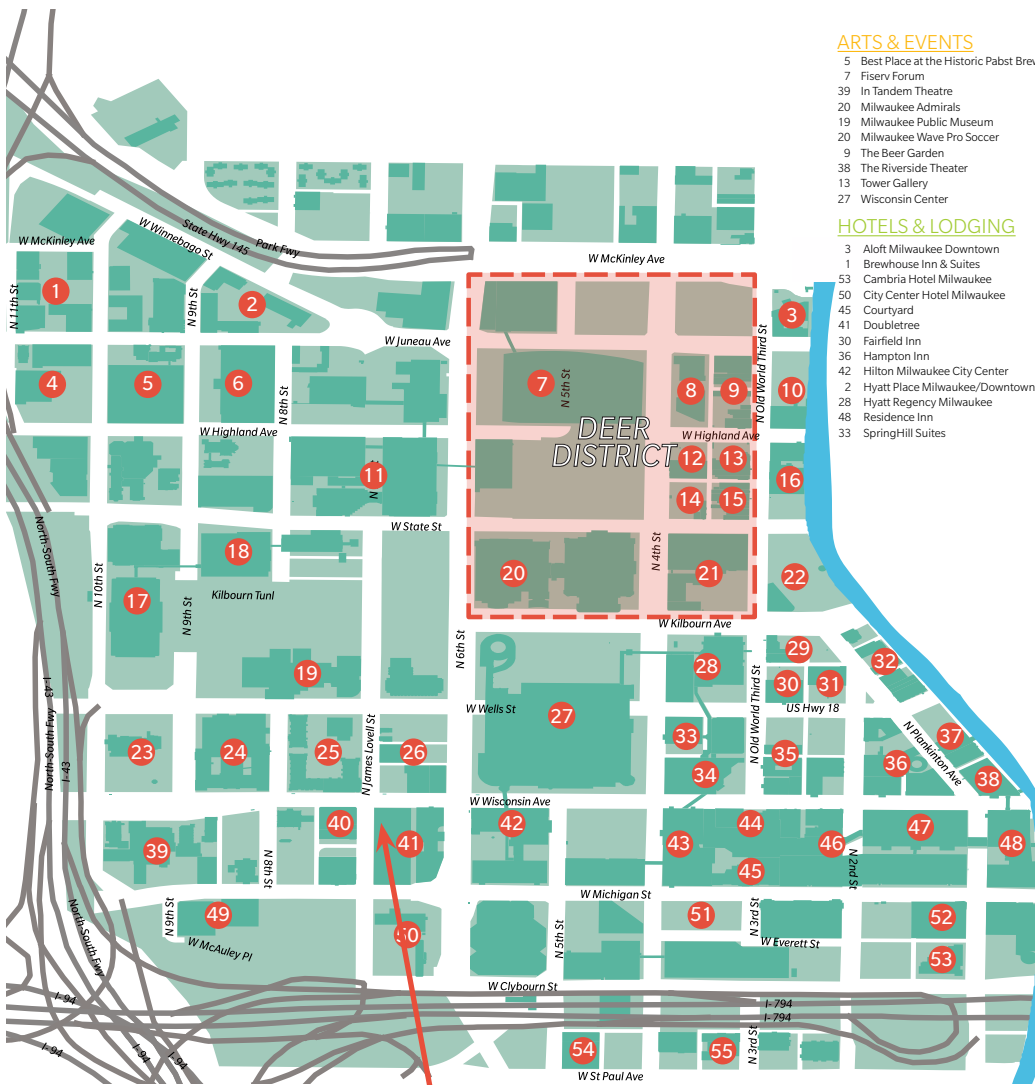 ARTS & EVENTS
5 Best Place at the Historic Pabst Brew
7 Fiserv Forum
39 In Tandem Theatre
20 Milwaukee Admirals
19 Milwaukee Public Museum
20 Milwaukee Wave Pro Soccer
9 The Beer Garden
38 The Riverside Theater
13 Tower Gallery
27 Wisconsin Center
HOTELS & LODGING
3 Aloft Milwaukee Downtown
1 Brewhouse Inn & Suites
53 Cambria Hotel Milwaukee
50 City Center Hotel Milwaukee
45 Courtyard
41 Doubletree
30 Fairfield Inn
36 Hampton Inn
42 Hilton Milwaukee City Center
2 Hyatt Place Milwaukee/Downtown
28 Hyatt Regency Milwaukee
48 Residence Inn
33 SpringHill Suites
W McKinley Ave
W Winnebago St
State Hwy 145
Park Fwy
W McKinley Ave
N 11th St
1
N 9th St
2
3
W Juneau Ave
N Old World Third St
4
5
6
N 8th St
7
N 5th St
8
9
10
W Highland Ave
DEER
DISTRICT
W Highland Ave
11
N
12
13
14
15
16
W State St
North-South Fwy
N 10th St
17
18
Kilbourn Tunl
N 9th St
N 4th St
20
21
22
W Kilbourn Ave
N 6th St
19
28
29
30
31
32
I-43
W Wells St
27
N Old World Third St
US Hwy 18
North-South Fwy
I-43
23
24
25
N James Lovell St
26
33
34
35
36
N Plankinton Ave
37
38
W Wisconsin Ave
39
N 8th St
40
41
42
43
44
45
46
N 2nd St
47
48
W Michigan St
North-South Fwy
N 9th St
49
W McAuley Pl
50
N 5th St
51
N 3rd St
W Everett St
52
53
W Clybourn St
I-94
I-94
I-94
I-94
I-794
I-794
54
55
N 3rd St
W St Paul Ave